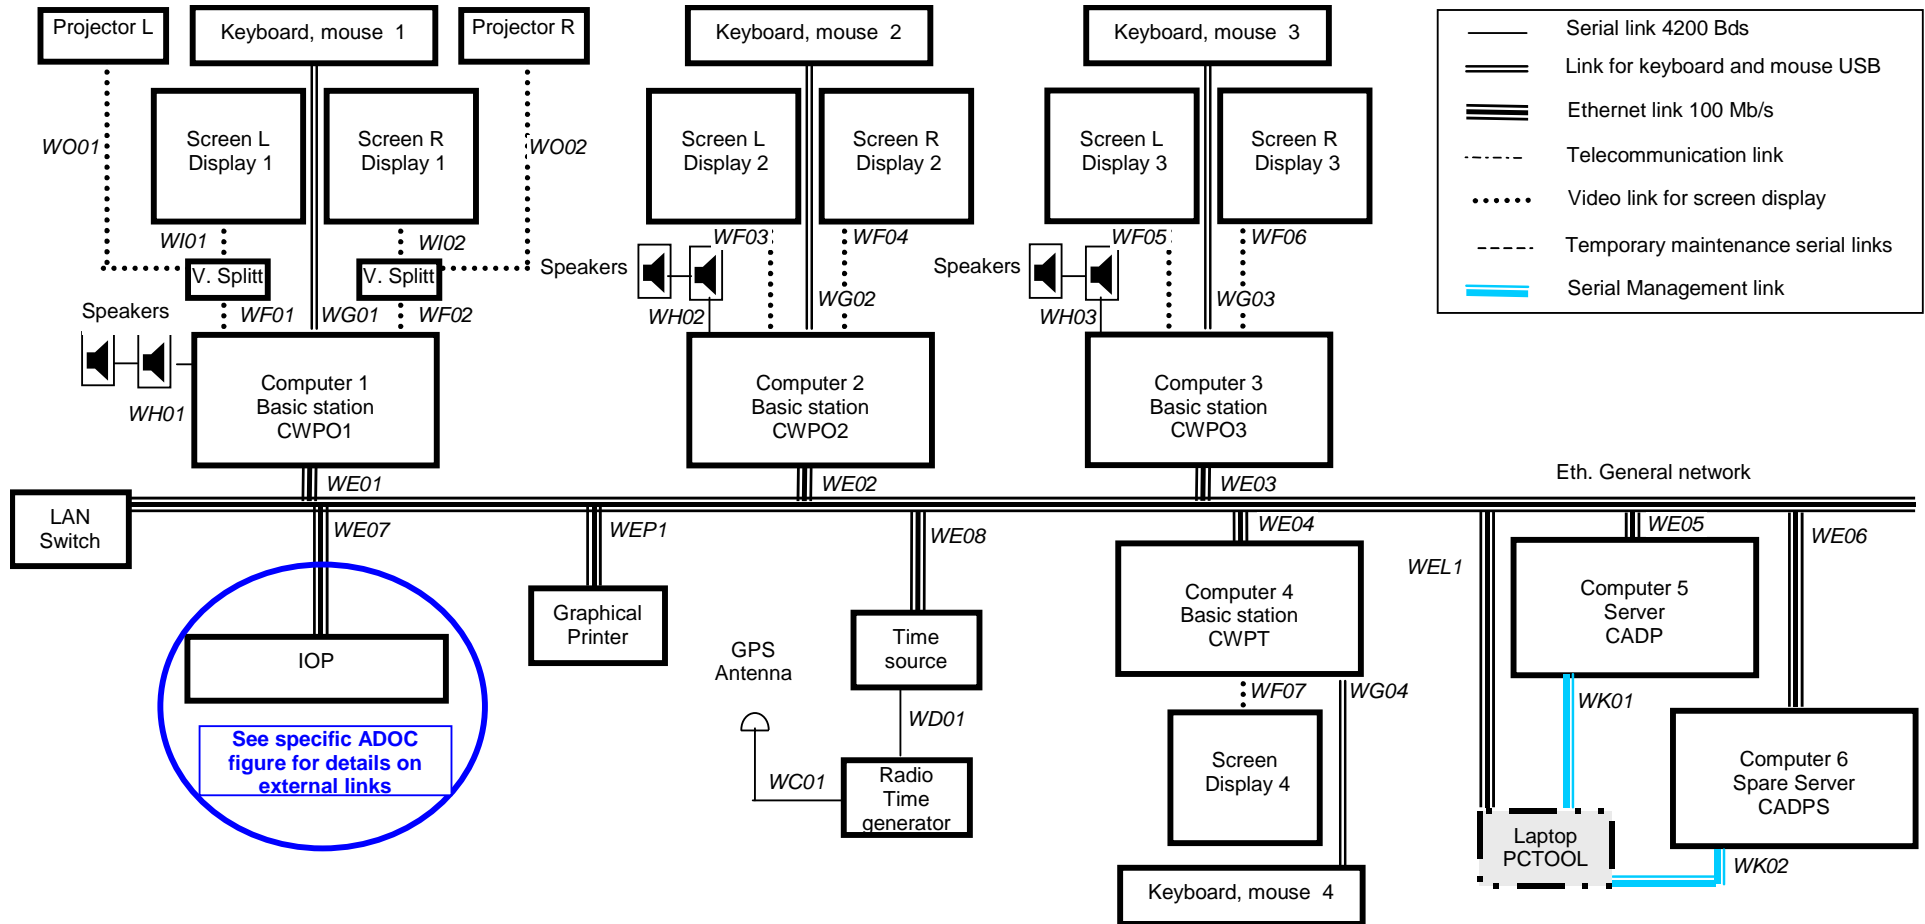 Projector L
Keyboard, mouse 1
Projector R
Keyboard, mouse 2
Keyboard, mouse 3
Serial link 4200 Bds
Link for keyboard and mouse USB
Ethernet link 100 Mb/s
Telecommunication link
Video link for screen display
Temporary maintenance serial links
Serial Management link
WO01
Screen L
Display 1
Screen R
Display 1
WO02
Screen L
Display 2
Screen R
Display 2
Screen L
Display 3
Screen R
Display 3
WI01
WI02
WF03
WF04
WF05
WF06
V. Splitt
V. Splitt
Speakers
Speakers
Speakers
WF01
WG01
WF02
WH02
WG02
WH03
WG03
WH01
Computer 1
Basic station
CWPO1
Computer 2
Basic station
CWPO2
Computer 3
Basic station
CWPO3
WE01
WE02
WE03
Eth. General network
LAN
Switch
WE07
WEP1
WE08
WE04
WEL1
WE05
WE06
Graphical
Printer
Time
source
Computer 4
Basic station
CWPT
Computer 5
Server
CADP
IOP
GPS
Antenna
WD01
WF07
WG04
WK01
See specific ADOC
figure for details on
external links
WC01
Radio
Time
generator
Screen
Display 4
Computer 6
Spare Server
CADPS
Laptop
PCTOOL
WK02
Keyboard, mouse 4